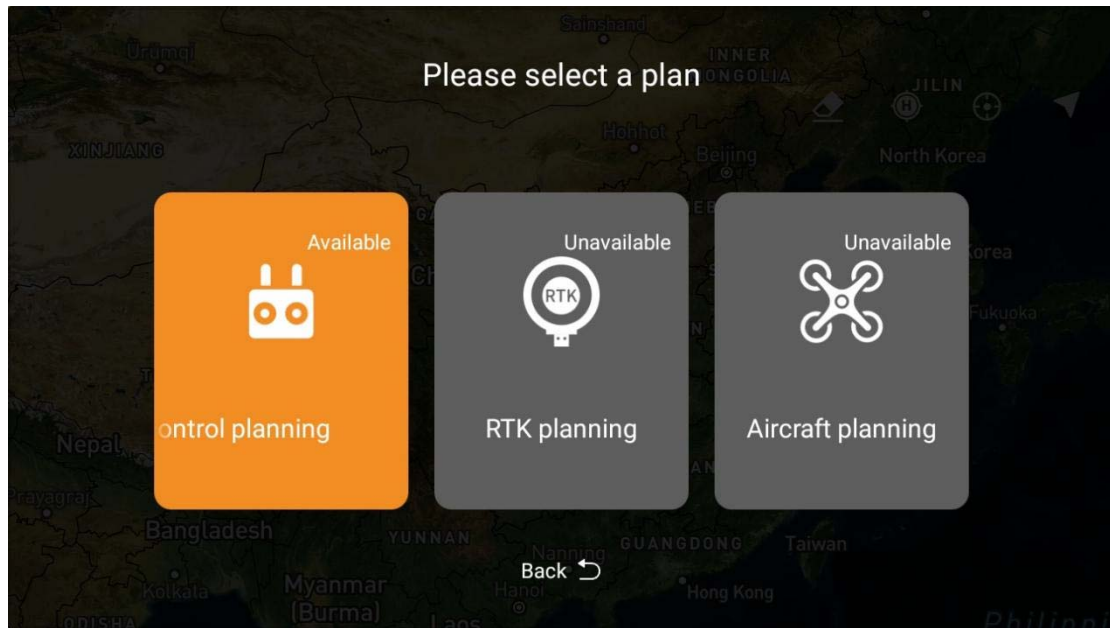 Sainshand
Ürümqi
INNER
MONGOLIA
Please select a plan
JILIN
H
Hohhot
XINJIANG
Beijing
North Korea
Available
Unavailable
Unavailable
RTK
Fukuoka
ontrol planning
RTK planning
Aircraft planning
Nepal
Prayagraj
Bangladesh
YUNNAN
Nanning
GUANGDONG
Taiwan
Back
Kolkata
Myanmar
(Burma)
Hanoi
Hong Kong
ODISHA
Laos
Philippi